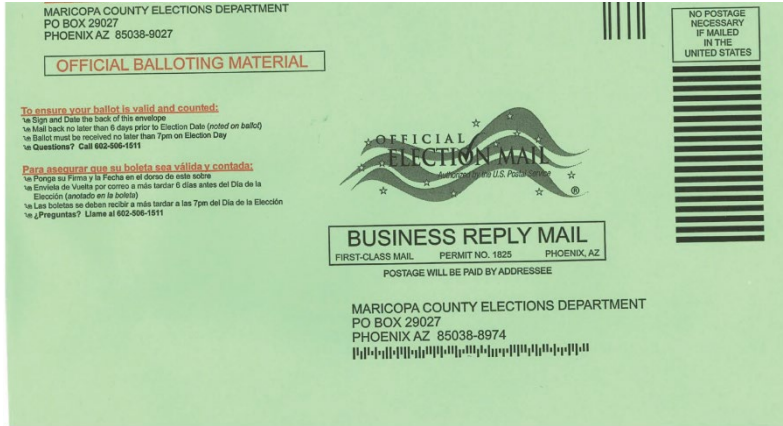 MARICOPA COUNTY ELECTIONS DEPARTMENT
PO BOX 29027
PHOENIX AZ 85038-9027
OFFICIAL BALLOTING MATERIAL
NO POSTAGE
NECESSARY
IF MAILED
IN THE
UNITED STATES
To ensure your ballot is valid and counted:
Sign and Date the back of this envelope
Mail back no later than 6 days prior to Election Date (noted on ballot)
Ballot must be received no later than 7pm on Election Day
Questions? Call 602-506-1511
Para asegurar que su boleta sea válida y contada:
Ponga su Firma y la Fecha en el dorso de este sobre
Envíela de Vuelta por correo a más tardar 6 días antes del Día de la
Elección (anotado en la boleta)
Las boletas se deben recibir a más tardar a las 7pm del Día de la Elección
¿Preguntas? Llame al 602-506-1511
OFFICIAL
ELECTION MAIL
Authorized by the U.S. Postal Service
®
BUSINESS REPLY MAIL
FIRST-CLASS MAIL PERMIT NO. 1825 PHOENIX, AZ
POSTAGE WILL BE PAID BY ADDRESSEE
MARICOPA COUNTY ELECTIONS DEPARTMENT
PO BOX 29027
PHOENIX AZ 85038-8974